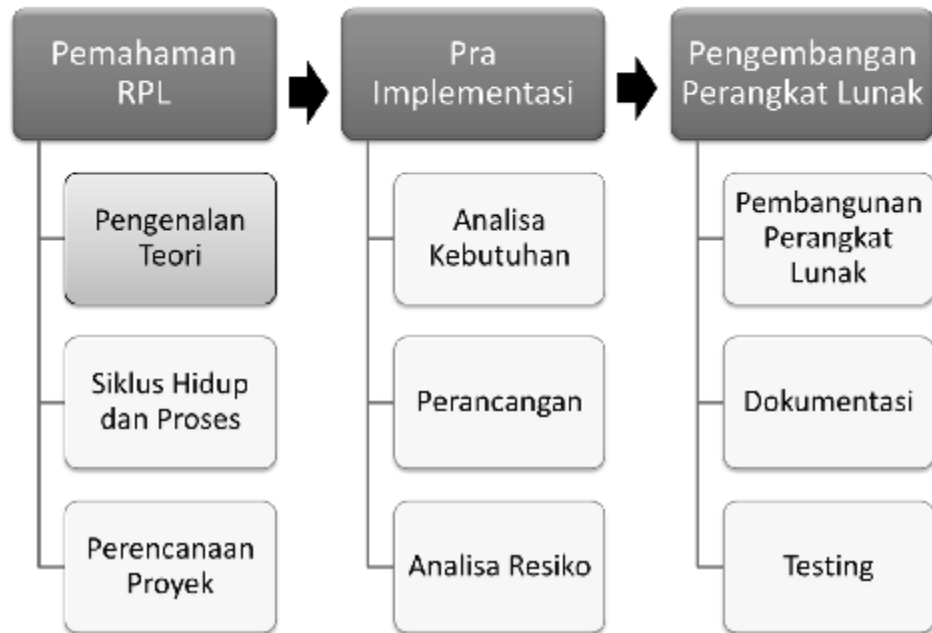 Pemahaman
RPL
Pra
Implementasi
Pengembangan
Perangkat Lunak
Pengenalan
Teori
Analisa
Kebutuhan
Pembangunan
Perangkat
Lunak
Siklus Hidup
dan Proses
Perancangan
Dokumentasi
Perencanaan
Proyek
Analisa Resiko
Testing